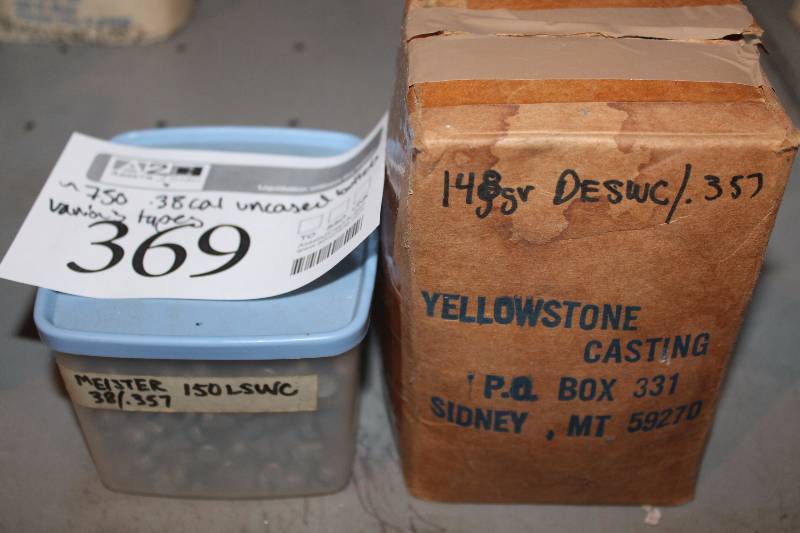 ~750 .38cal uncased bullets
various types
369
MEISTER 150LSWC
38/.357
148gr DESWC/.357
YELLOWSTONE
CASTING
P.O. BOX 331
SIDNEY, MT 59270